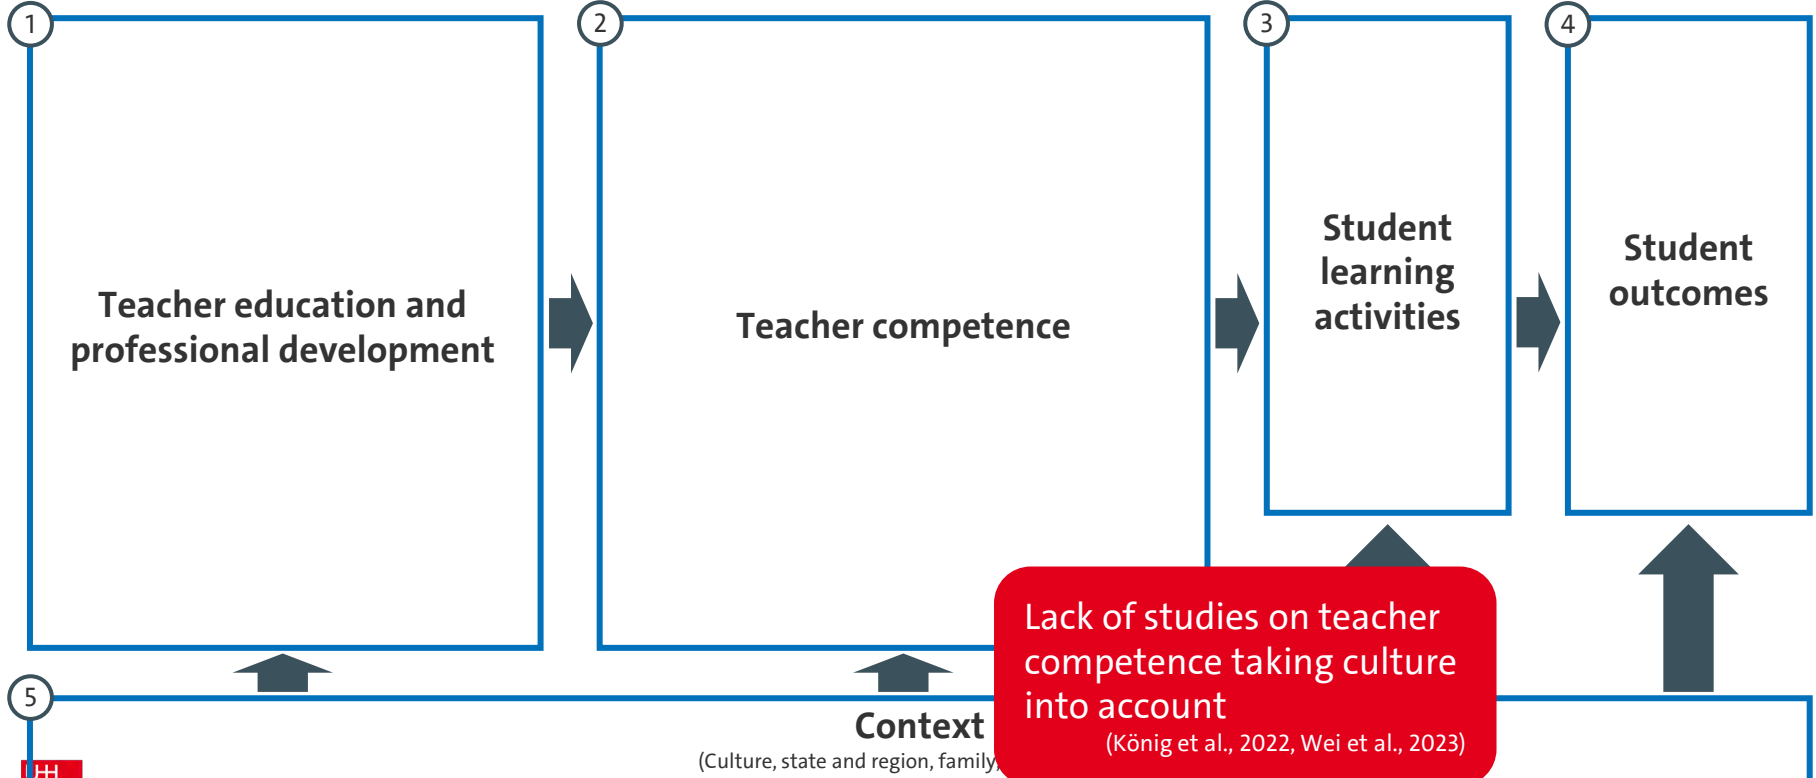 1
2
3
4
Teacher education and
professional development
Teacher competence
Student
learning
activities
Student
outcomes
5
Context
(Culture, state and region, family,
Lack of studies on teacher
competence taking culture
into account
(König et al., 2022, Wei et al., 2023)